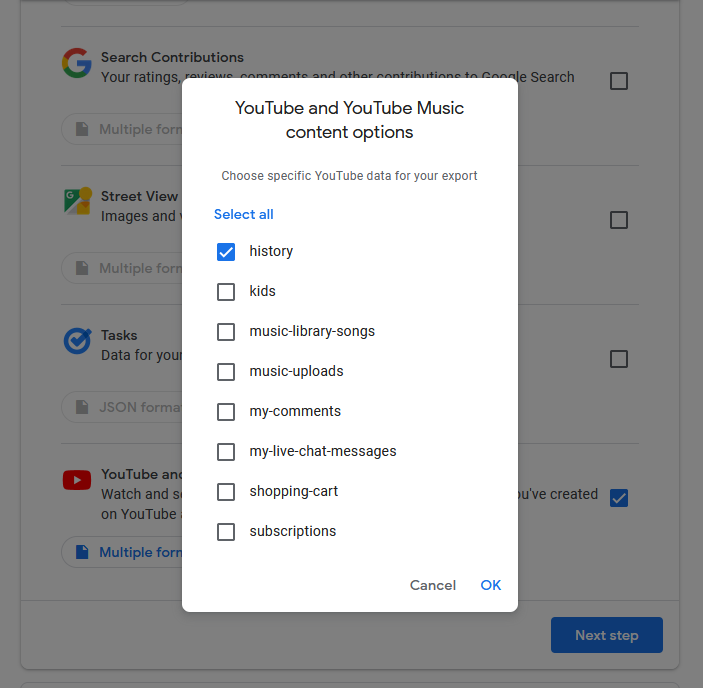 Search Contributions
Your ratings, reviews, comments and other contributions to Google Search
Multiple form
Street View
Images and
Multiple form
Tasks
Data for your
JSON forma
YouTube and
Watch and
you've created
on YouTube
Multiple form
YouTube and YouTube Music
content options
Choose specific YouTube data for your export
Select all
history
kids
music-library-songs
music-uploads
my-comments
my-live-chat-messages
shopping-cart
subscriptions
Cancel
OK
Next step